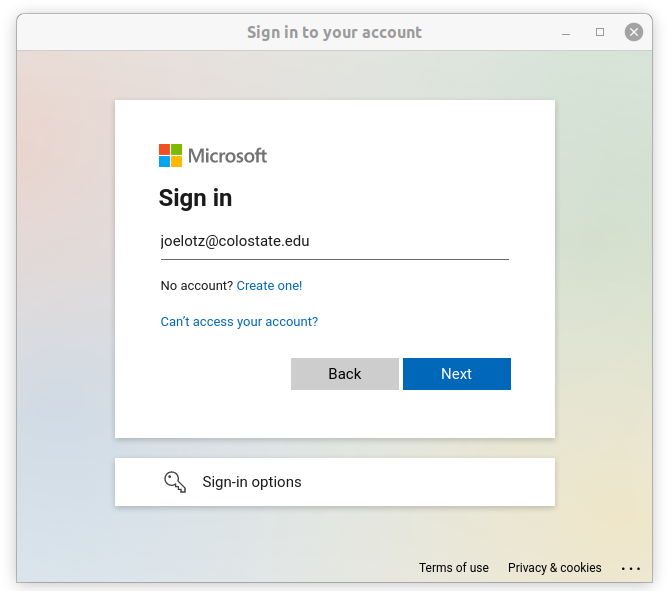 Sign in to your account
Microsoft
Sign in
joelotz@colostate.edu
No account? Create one!
Can't access your account?
Back Next
Sign-in options
Terms of use Privacy & cookies ...